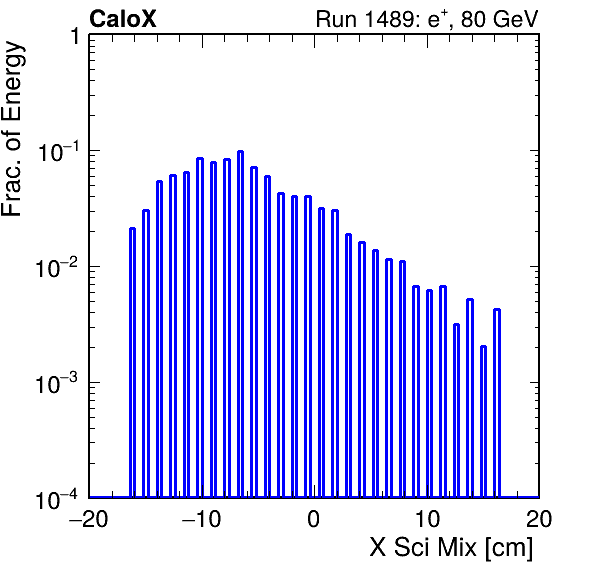 CaloX Run 1489: e⁺, 80 GeV
Frac. of Energy
1
10⁻¹
10⁻²
10⁻³
10⁻⁴
−20 −10 0 10 20
X Sci Mix [cm]